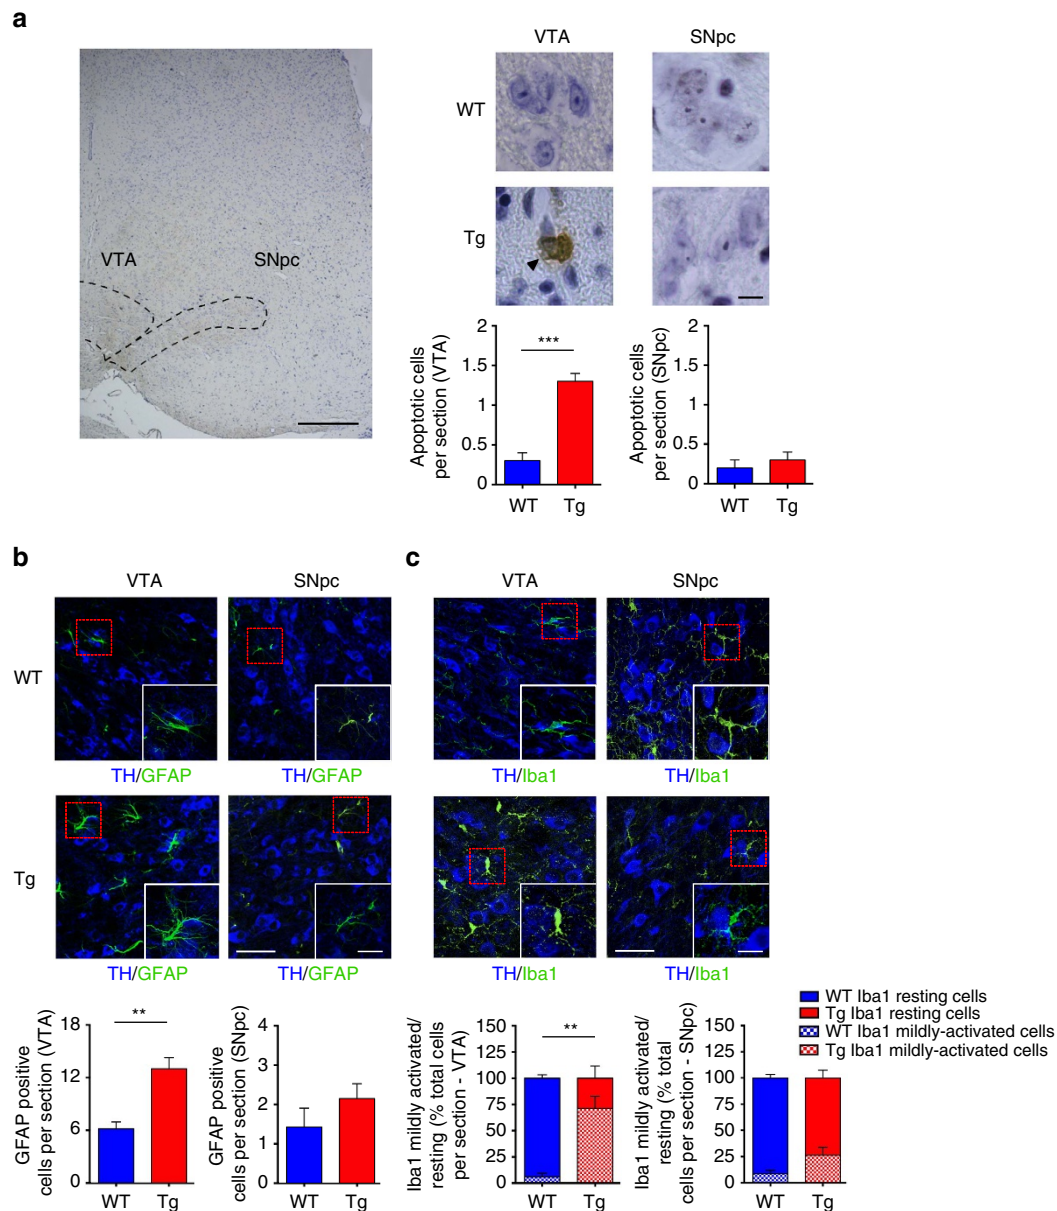 a
VTA SNpc
WT
Tg
VTA
SNpc
2
1.5
1
0.5
0
Apoptotic cells
per section (VTA)
***
WT Tg
2
1.5
1
0.5
0
Apoptotic cells
per section (SNpc)
WT Tg
b
VTA SNpc
WT
TH/GFAP TH/GFAP
Tg
TH/GFAP TH/GFAP
18
12
6
0
GFAP positive
cells per section (VTA)
**
WT Tg
4
3
2
1
0
GFAP positive
cells per section (SNpc)
WT Tg
c
VTA SNpc
TH/Iba1 TH/Iba1
TH/Iba1 TH/Iba1
WT Iba1 resting cells
Tg Iba1 resting cells
WT Iba1 mildly-activated cells
Tg Iba1 mildly-activated cells
150
125
100
75
50
25
0
Iba1 mildly activated/
resting (% total cells
per section - VTA)
**
WT Tg
150
125
100
75
50
25
0
Iba1 mildly activated/
resting (% total
cells per section - SNpc)
WT Tg